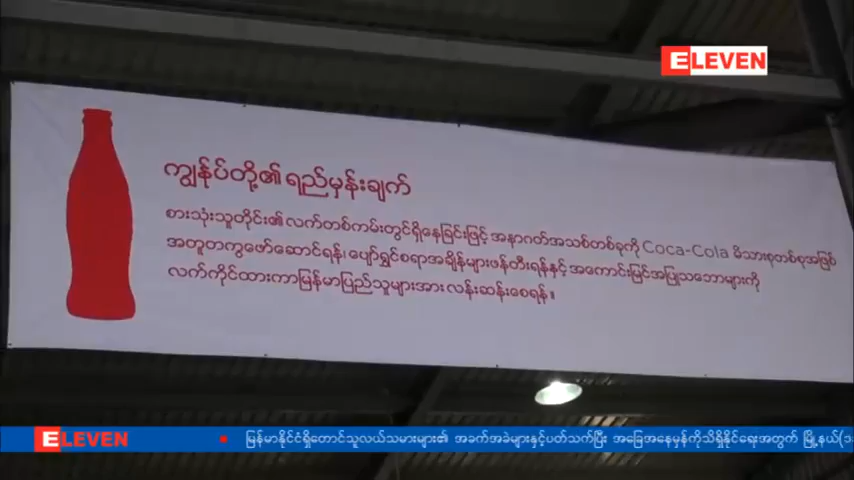 ELEVEN
ကျွန်ုပ်တို့၏ ရည်မှန်းချက်
စားသုံးသူတိုင်း၏ လက်တစ်ကမ်းတွင်ရှိနေခြင်းဖြင့် အနာဂတ်အသစ်တစ်ခုကို Coca-Cola မိသားစုတစ်စုအဖြစ်
အတူတကွဖော်ဆောင်ရန်၊ ပျော်ရွှင်စရာအချိန်များဖန်တီးရန်နှင့် အကောင်းမြင်အပြုသဘောများကို
လက်ကိုင်ထားကာမြန်မာပြည်သူများအား လန်းဆန်းစေရန်။
ELEVEN မြန်မာနိုင်ငံရှိတောင်သူလယ်သမားများ၏ အခက်အခဲများနှင့်ပတ်သက်ပြီး အခြေအနေမှန်ကိုသိရှိနိုင်ရေးအတွက် မြို့နယ်